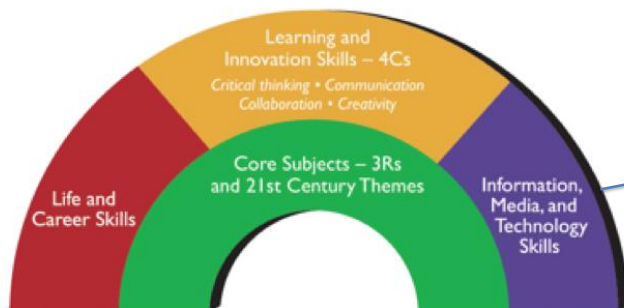 Learning and
Innovation Skills – 4Cs
Critical thinking • Communication
Collaboration • Creativity
Core Subjects – 3Rs
and 21st Century Themes
Life and
Career Skills
Information,
Media, and
Technology
Skills